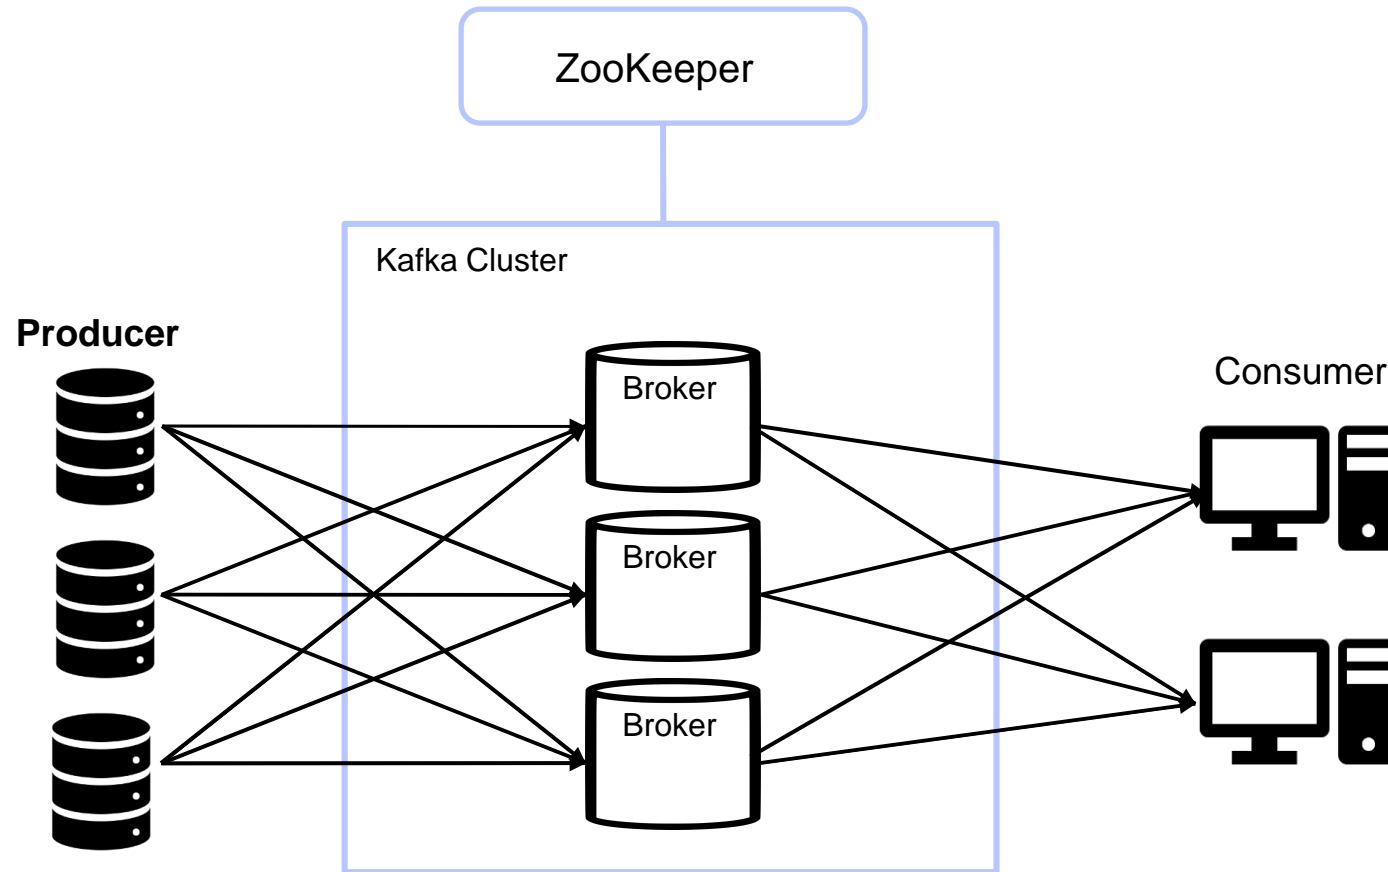 ZooKeeper
Kafka Cluster
Producer
Broker
Consumer
Broker
Broker